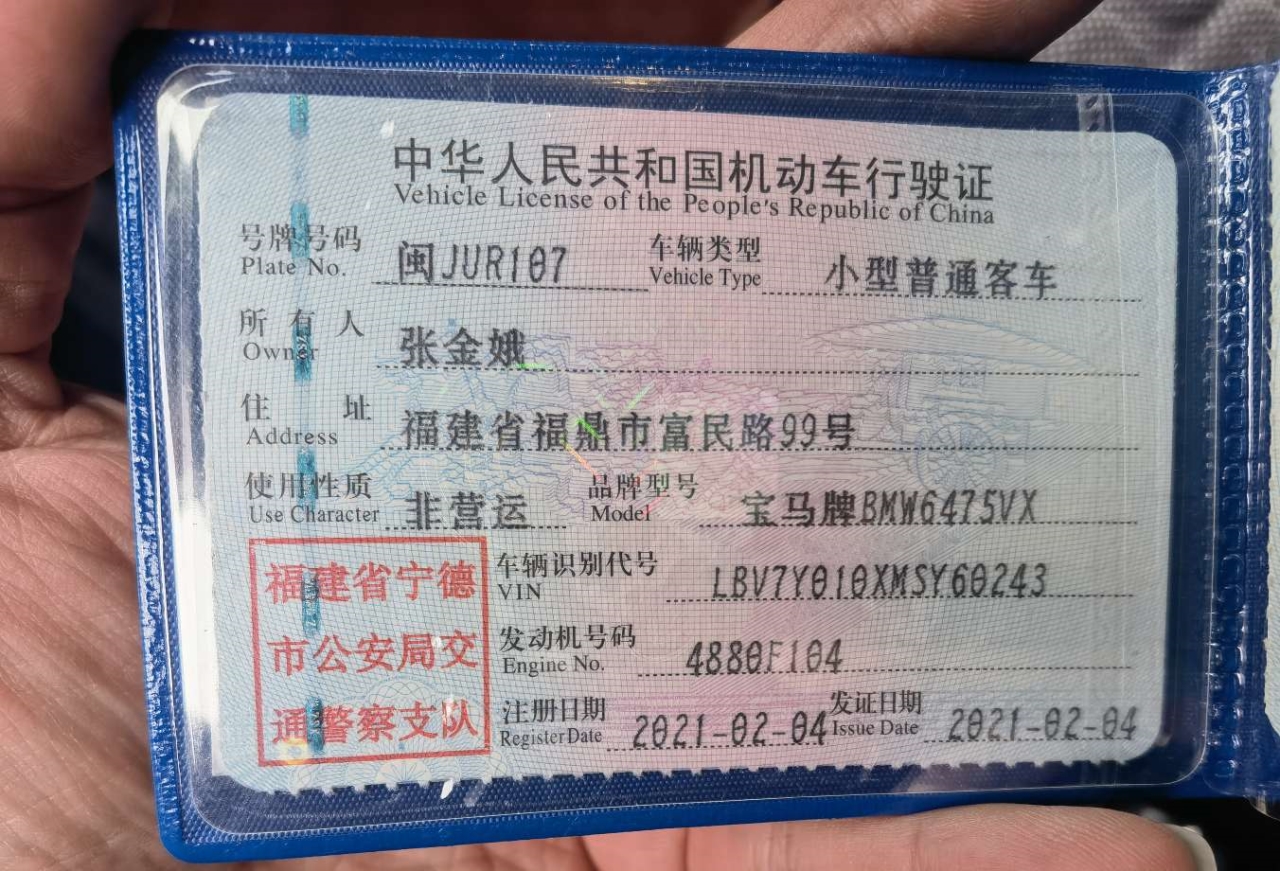 中华人民共和国机动车行驶证
Vehicle License of the People's Republic of China
号牌号码 闽JUR107 车辆类型 小型普通客车
Plate No. Vehicle Type
所有人 张金娥
Owner
住址 福建省福鼎市富民路99号
Address
使用性质 非营运 品牌型号 宝马牌BMW6475VX
Use Character Model
福建省宁德
市公安局交
通警察支队
车辆识别代号 LBV7Y010XMSY60243
VIN
发动机号码 4880F104
Engine No.
注册日期 2021-02-04 发证日期 2021-02-04
Register Date Issue Date